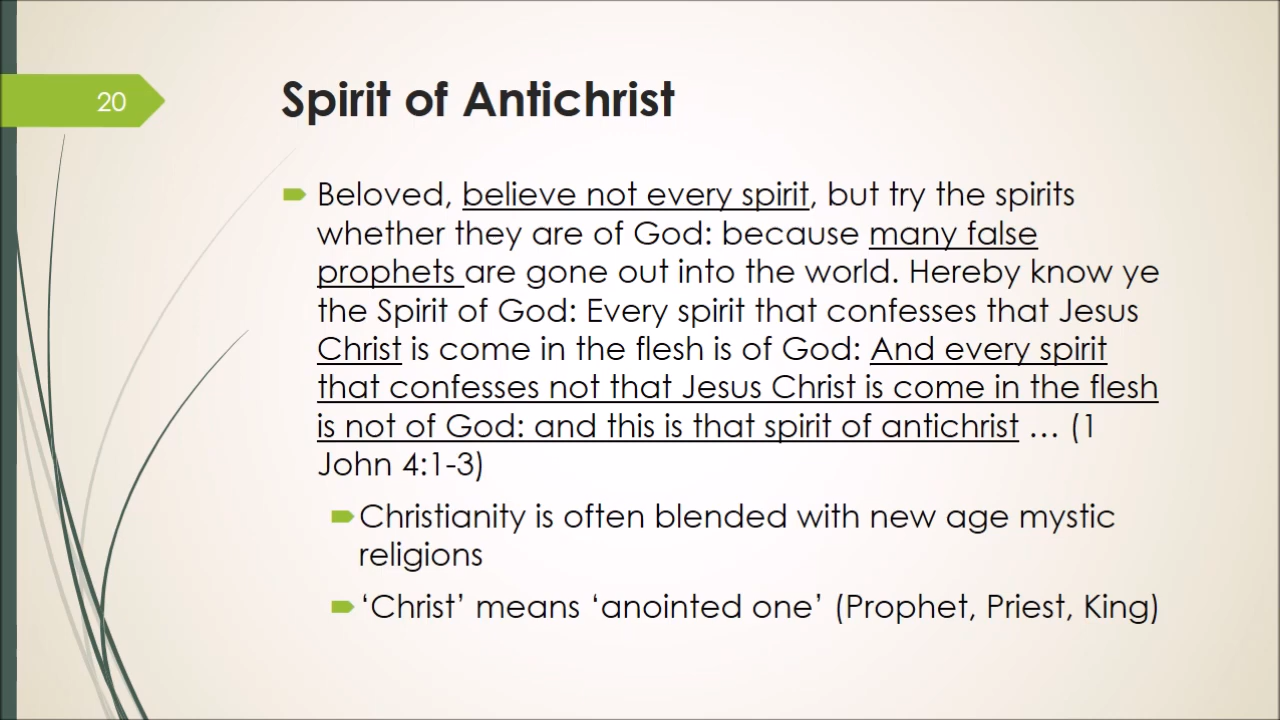 20
Spirit of Antichrist
Beloved, believe not every spirit, but try the spirits
whether they are of God: because many false
prophets are gone out into the world. Hereby know ye
the Spirit of God: Every spirit that confesses that Jesus
Christ is come in the flesh is of God: And every spirit
that confesses not that Jesus Christ is come in the flesh
is not of God: and this is that spirit of antichrist … (1
John 4:1-3)
Christianity is often blended with new age mystic
religions
‘Christ’ means ‘anointed one’ (Prophet, Priest, King)